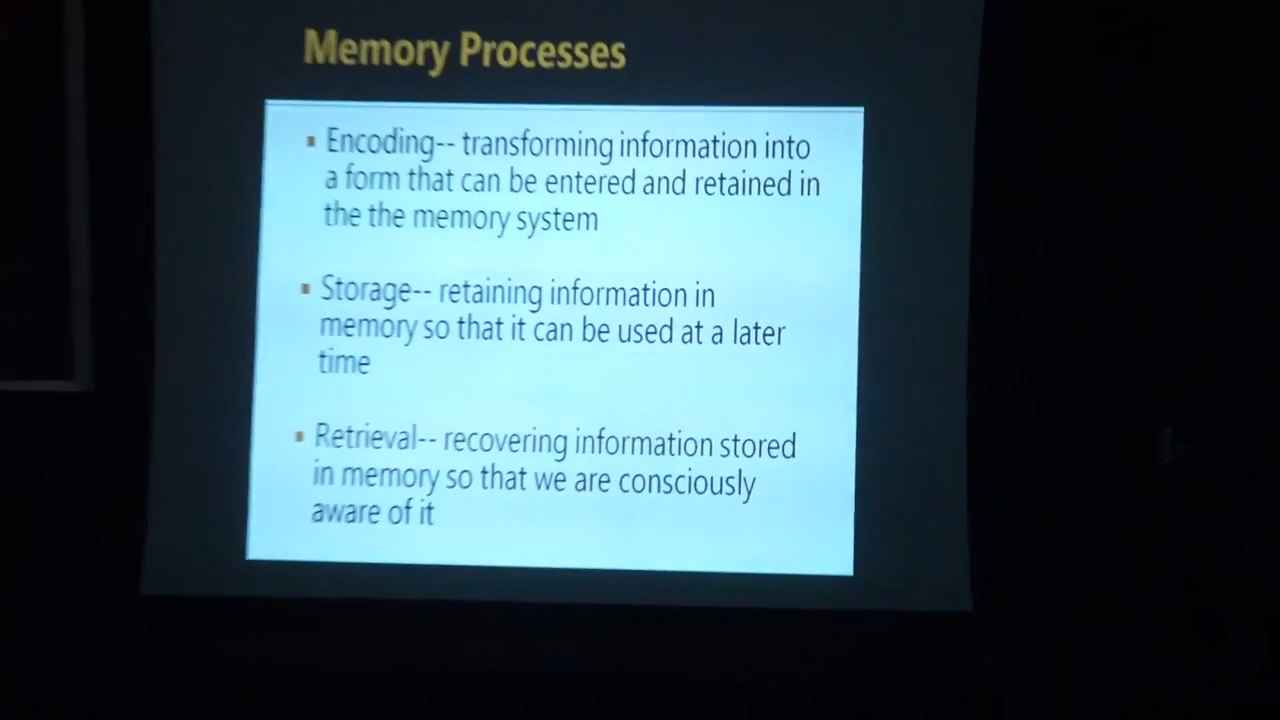 Memory Processes
▪ Encoding-- transforming information into
a form that can be entered and retained in
the the memory system
▪ Storage-- retaining information in
memory so that it can be used at a later
time
▪ Retrieval-- recovering information stored
in memory so that we are consciously
aware of it